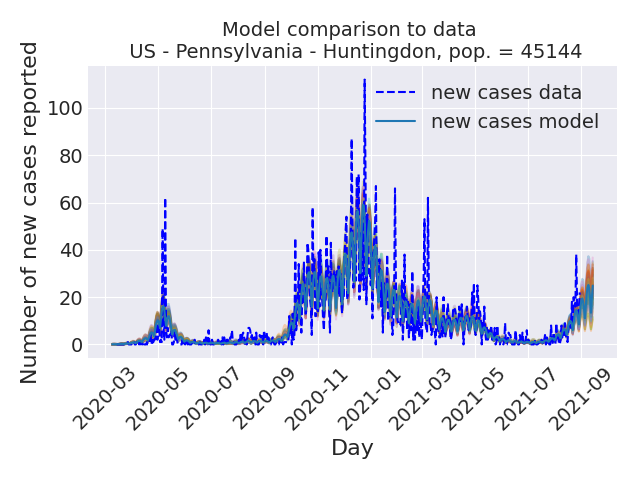 Model comparison to data
US - Pennsylvania - Huntingdon, pop. = 45144
Number of new cases reported
100
80
60
40
20
0
new cases data
new cases model
2020-03
2020-05
2020-07
2020-09
2020-11
2021-01
2021-03
2021-05
2021-07
2021-09
Day